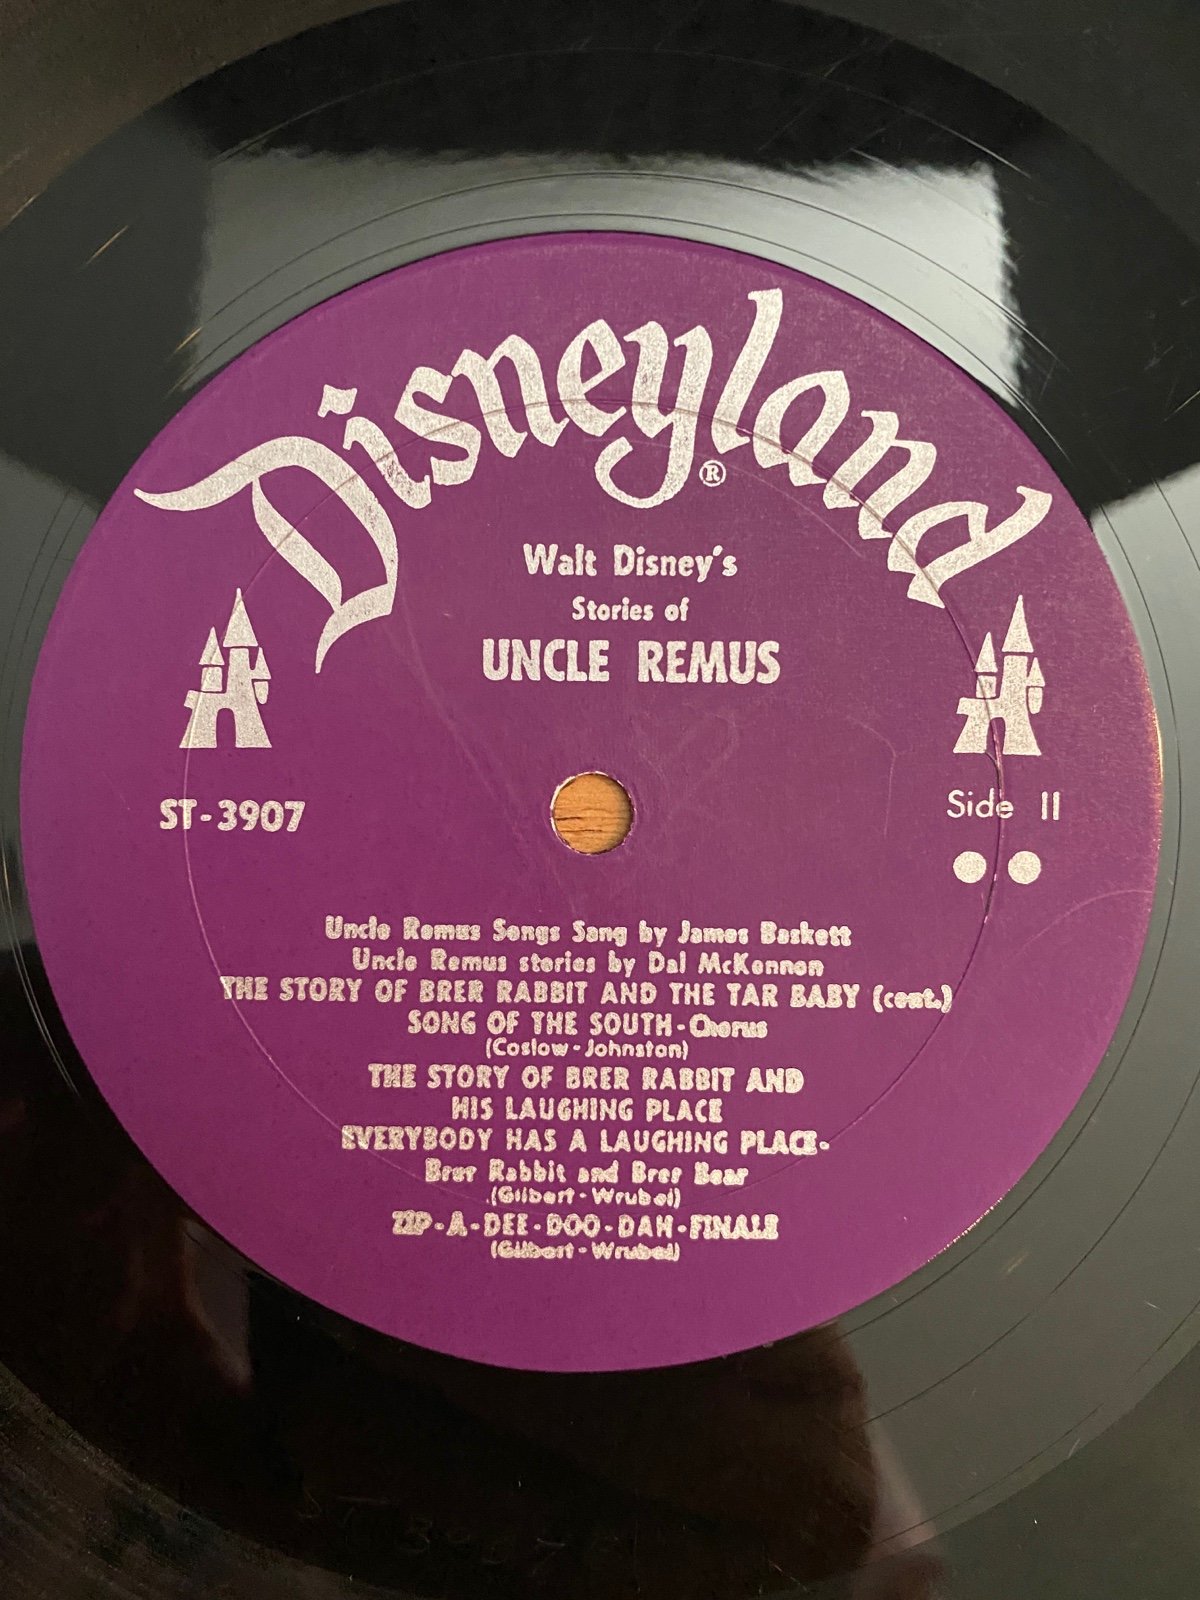 Disneyland®
Walt Disney's
Stories of
UNCLE REMUS
ST-3907
Side II
Uncle Remus Songs Sang by James Baskett
Uncle Remus stories by Dal McKennon
THE STORY OF BRER RABBIT AND THE TAR BABY (cont.)
SONG OF THE SOUTH-Chorus
(Coslow-Johnston)
THE STORY OF BRER RABBIT AND
HIS LAUGHING PLACE
EVERYBODY HAS A LAUGHING PLACE-
Brer Rabbit and Brer Bear
(Gilbert-Wrubel)
ZIP-A-DEE-DOO-DAH-FINALE
(Gilbert-Wrubel)